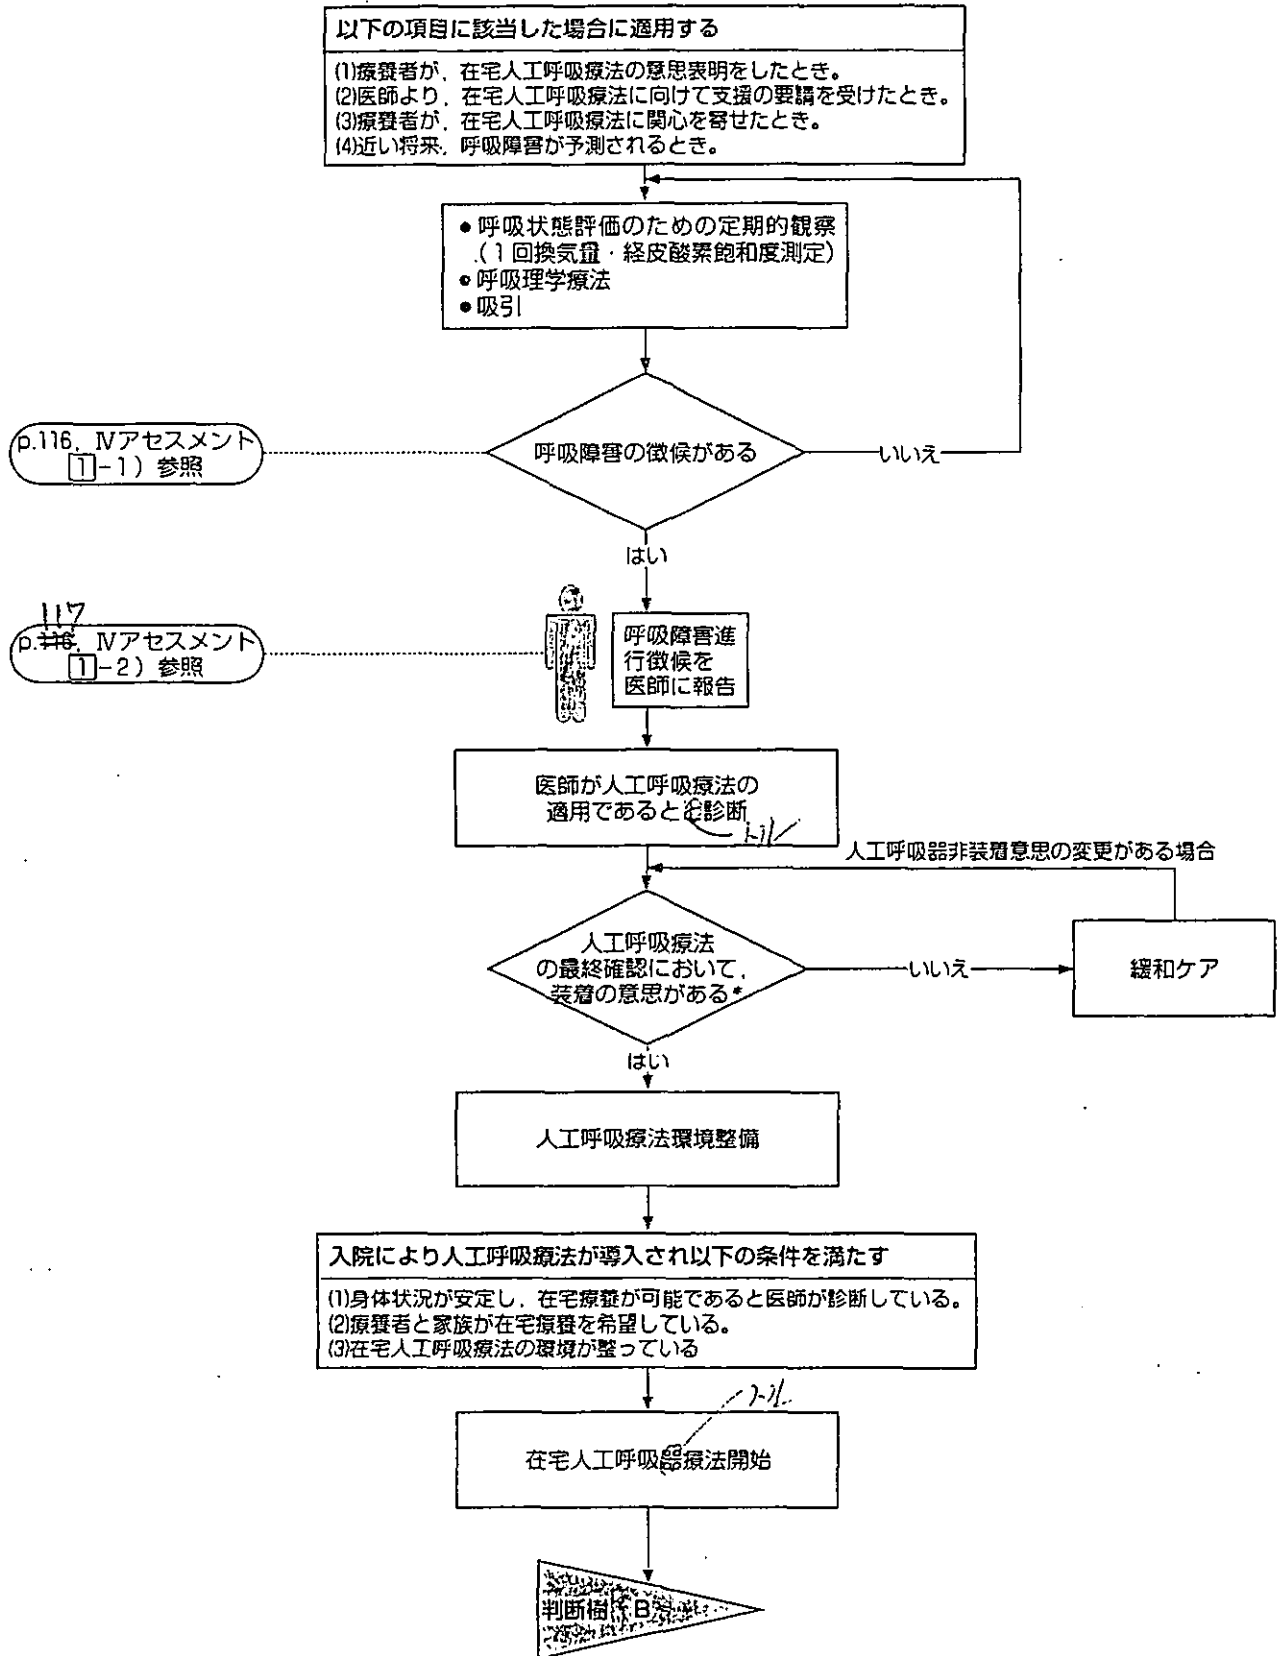 以下の項目に該当した場合に適用する
(1)療養者が，在宅人工呼吸療法の意思表明をしたとき。
(2)医師より，在宅人工呼吸療法に向けて支援の要請を受けたとき。
(3)療養者が，在宅人工呼吸療法に関心を寄せたとき。
(4)近い将来，呼吸障害が予測されるとき。
●呼吸状態評価のための定期的観察
(1回換気量・経皮酸素飽和度測定)
●呼吸理学療法
●吸引
p.116，Ⅳアセスメント
1-1）参照
呼吸障害の徴候がある
いいえ
はい
117
p.116，Ⅳアセスメント
1-2）参照
呼吸障害進
行徴候を
医師に報告
医師が人工呼吸療法の
適用であると診断
トル
人工呼吸器非装着意思の変更がある場合
人工呼吸療法
の最終確認において，
装着の意思がある*
いいえ
緩和ケア
はい
人工呼吸療法環境整備
入院により人工呼吸療法が導入され以下の条件を満たす
(1)身体状況が安定し，在宅療養が可能であると医師が診断している。
(2)療養者と家族が在宅療養を希望している。
(3)在宅人工呼吸療法の環境が整っている
トル
在宅人工呼吸器療法開始
判断樹 B